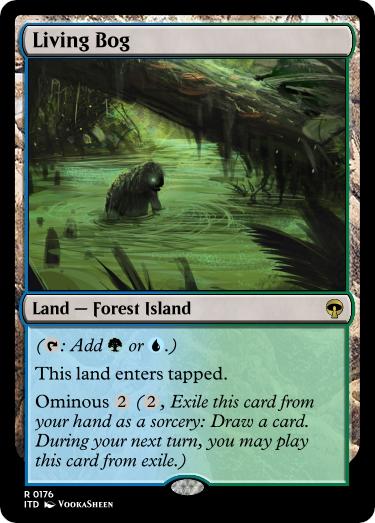 Living Bog
Land — Forest Island
(: Add or .)
This land enters tapped.
Ominous 2 (2, Exile this card from
your hand as a sorcery: Draw a card.
During your next turn, you may play
this card from exile.)
R 0176
ITD VookaSheen